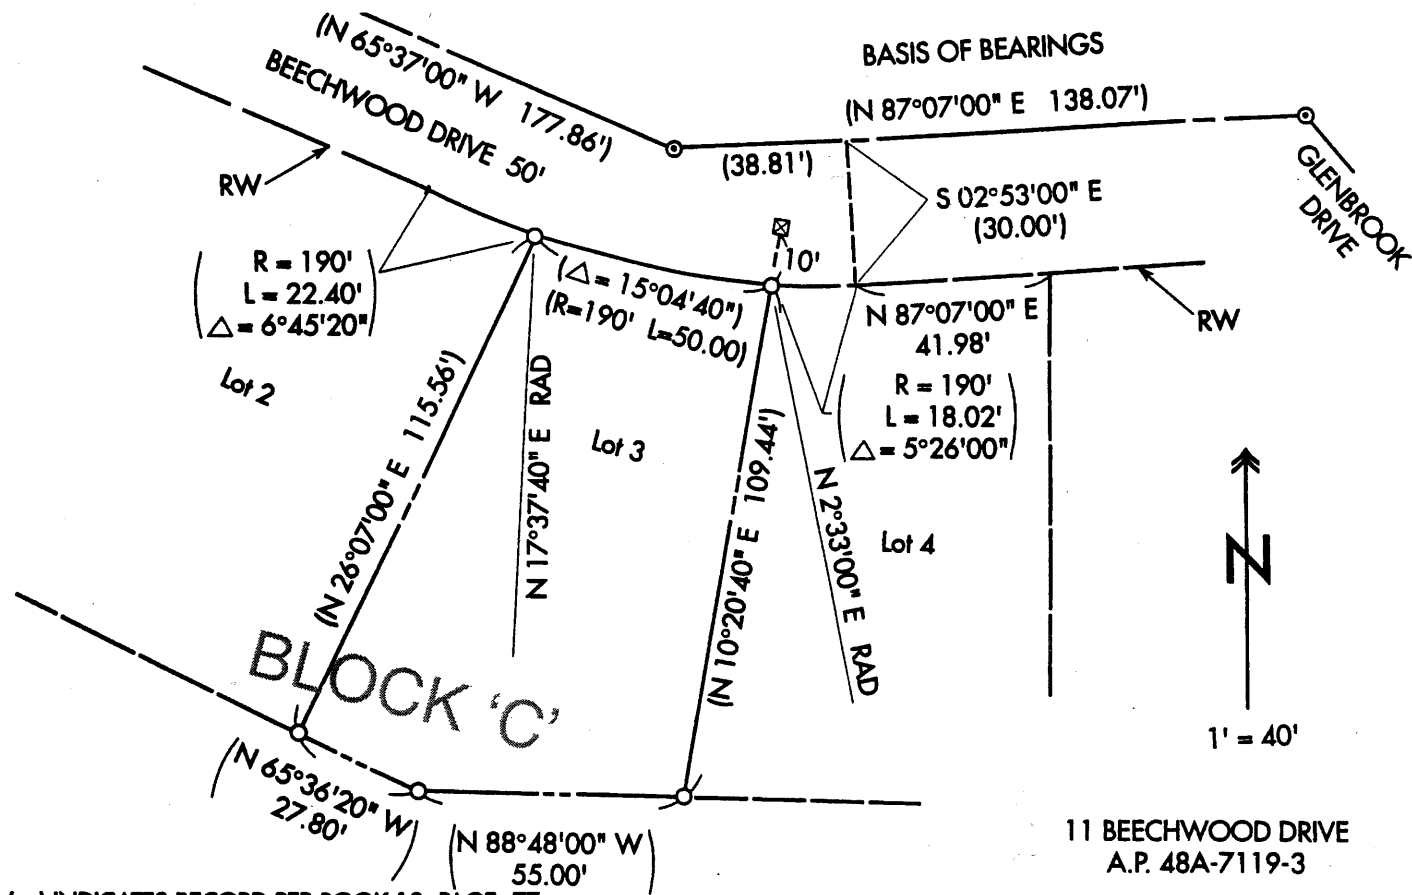 BASIS OF BEARINGS
(N 65°37'00" W 177.86')
BEECHWOOD DRIVE 50'
(N 87°07'00" E 138.07')
(38.81')
GLENBROOK
DRIVE
RW
S 02°53'00" E
(30.00')
10'
R = 190'
L = 22.40'
△ = 6°45'20"
(△ = 15°04'40")
(R=190' L=50.00)
N 87°07'00" E
41.98'
RW
R = 190'
L = 18.02'
△ = 5°26'00"
Lot 2
(N 26°07'00" E 115.56')
N 17°37'40" E RAD
Lot 3
(N 10°20'40" E 109.44')
N 2°33'00" E RAD
Lot 4
N
BLOCK 'C'
1' = 40'
(N 65°36'20" W
27.80')
(N 88°48'00" W
55.00')
11 BEECHWOOD DRIVE
A.P. 48A-7119-3